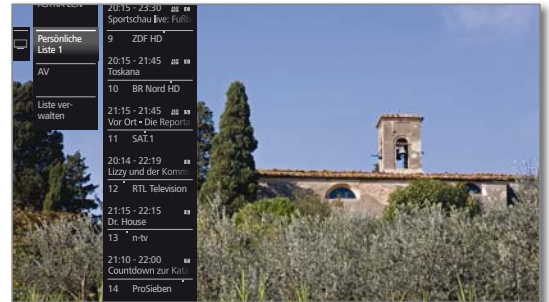 ASTRA LCN
Persönliche
Liste 1
AV
Liste ver-
walten
20:15 - 23:30
Sportschau live: Fußb
9 ZDF HD
20:15 - 21:45
Toskana
10 BR Nord HD
21:15 - 21:45
Vor Ort - Die Reporta
11 SAT.1
20:14 - 22:19
Lizzy und der Kommi
12 RTL Television
21:15 - 22:15
Dr. House
13 n-tv
21:10 - 22:00
Countdown zur Kata
14 ProSieben